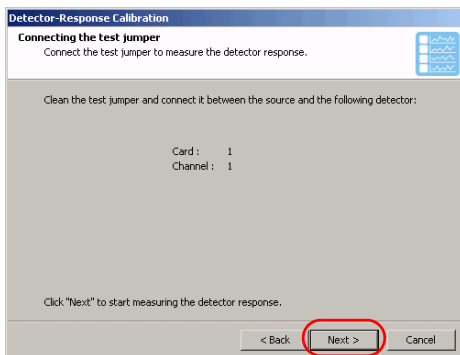 Detector-Response Calibration
Connecting the test jumper
Connect the test jumper to measure the detector response.
Clean the test jumper and connect it between the source and the following detector:
Card : 1
Channel : 1
Click "Next" to start measuring the detector response.
< Back Next > Cancel